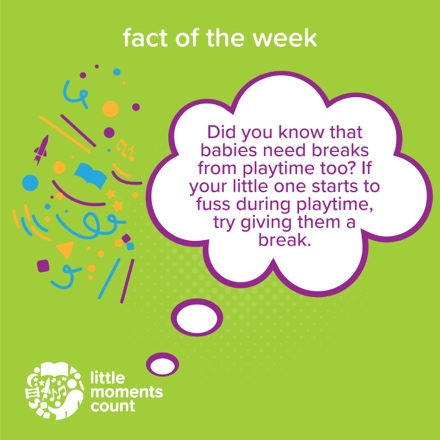 fact of the week
Did you know that
babies need breaks
from playtime too? If
your little one starts to
fuss during playtime,
try giving them a
break.
little
moments
count